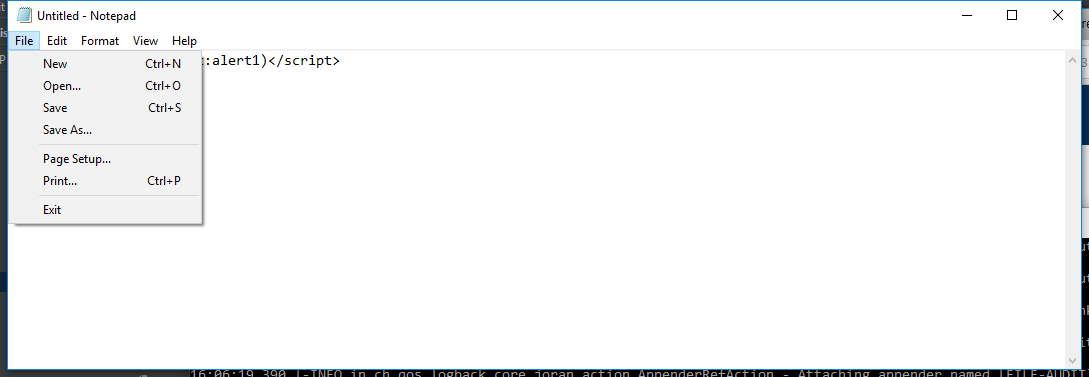 Untitled - Notepad
File Edit Format View Help
:alert1)</script>
New Ctrl+N
Open... Ctrl+O
Save Ctrl+S
Save As...
Page Setup...
Print... Ctrl+P
Exit
16:06:19,390 |-INFO in ch.qos.logback.core.joran.action.AppenderRefAction - Attaching appender named [FILE-AUDIT